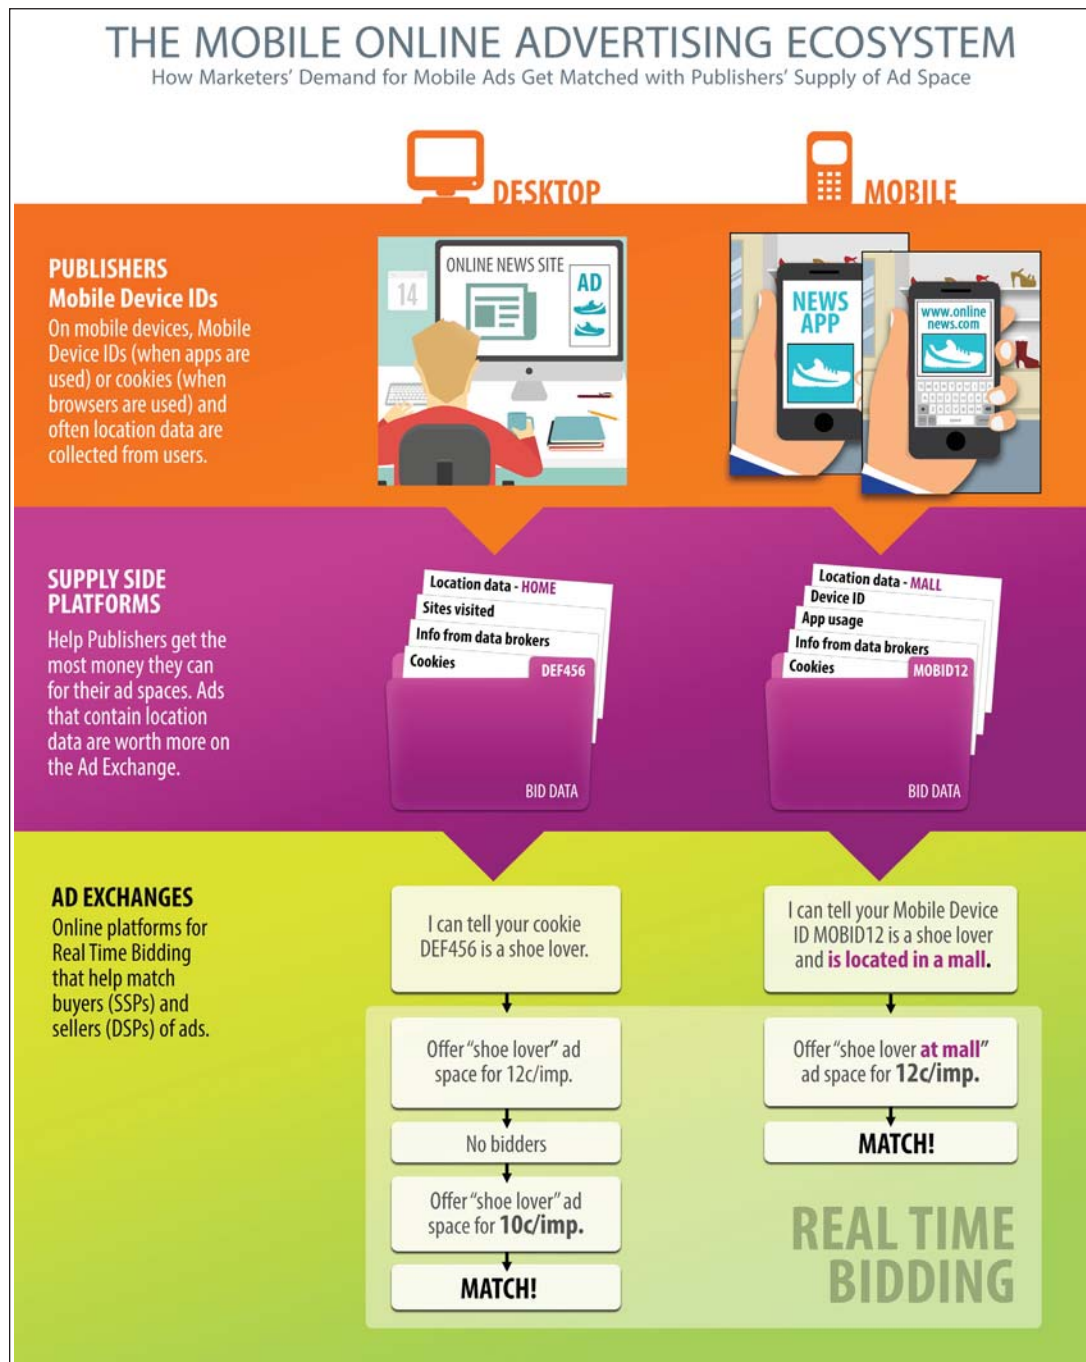 THE MOBILE ONLINE ADVERTISING ECOSYSTEM
How Marketers’ Demand for Mobile Ads Get Matched with Publishers’ Supply of Ad Space
DESKTOP
MOBILE
PUBLISHERS
Mobile Device IDs
On mobile devices, Mobile
Device IDs (when apps are
used) or cookies (when
browsers are used) and
often location data are
collected from users.
14
ONLINE NEWS SITE
AD
NEWS
APP
www.online
news.com
SUPPLY SIDE
PLATFORMS
Help Publishers get the
most money they can
for their ad spaces. Ads
that contain location
data are worth more on
the Ad Exchange.
Location data - HOME
Sites visited
Info from data brokers
Cookies
DEF456
BID DATA
Location data - MALL
Device ID
App usage
Info from data brokers
Cookies
MOBID12
BID DATA
AD EXCHANGES
Online platforms for
Real Time Bidding
that help match
buyers (SSPs) and
sellers (DSPs) of ads.
I can tell your cookie
DEF456 is a shoe lover.
Offer “shoe lover” ad
space for 12c/imp.
No bidders
Offer “shoe lover” ad
space for 10c/imp.
MATCH!
I can tell your Mobile Device
ID MOBID12 is a shoe lover
and is located in a mall.
Offer “shoe lover at mall”
ad space for 12c/imp.
MATCH!
REAL TIME
BIDDING